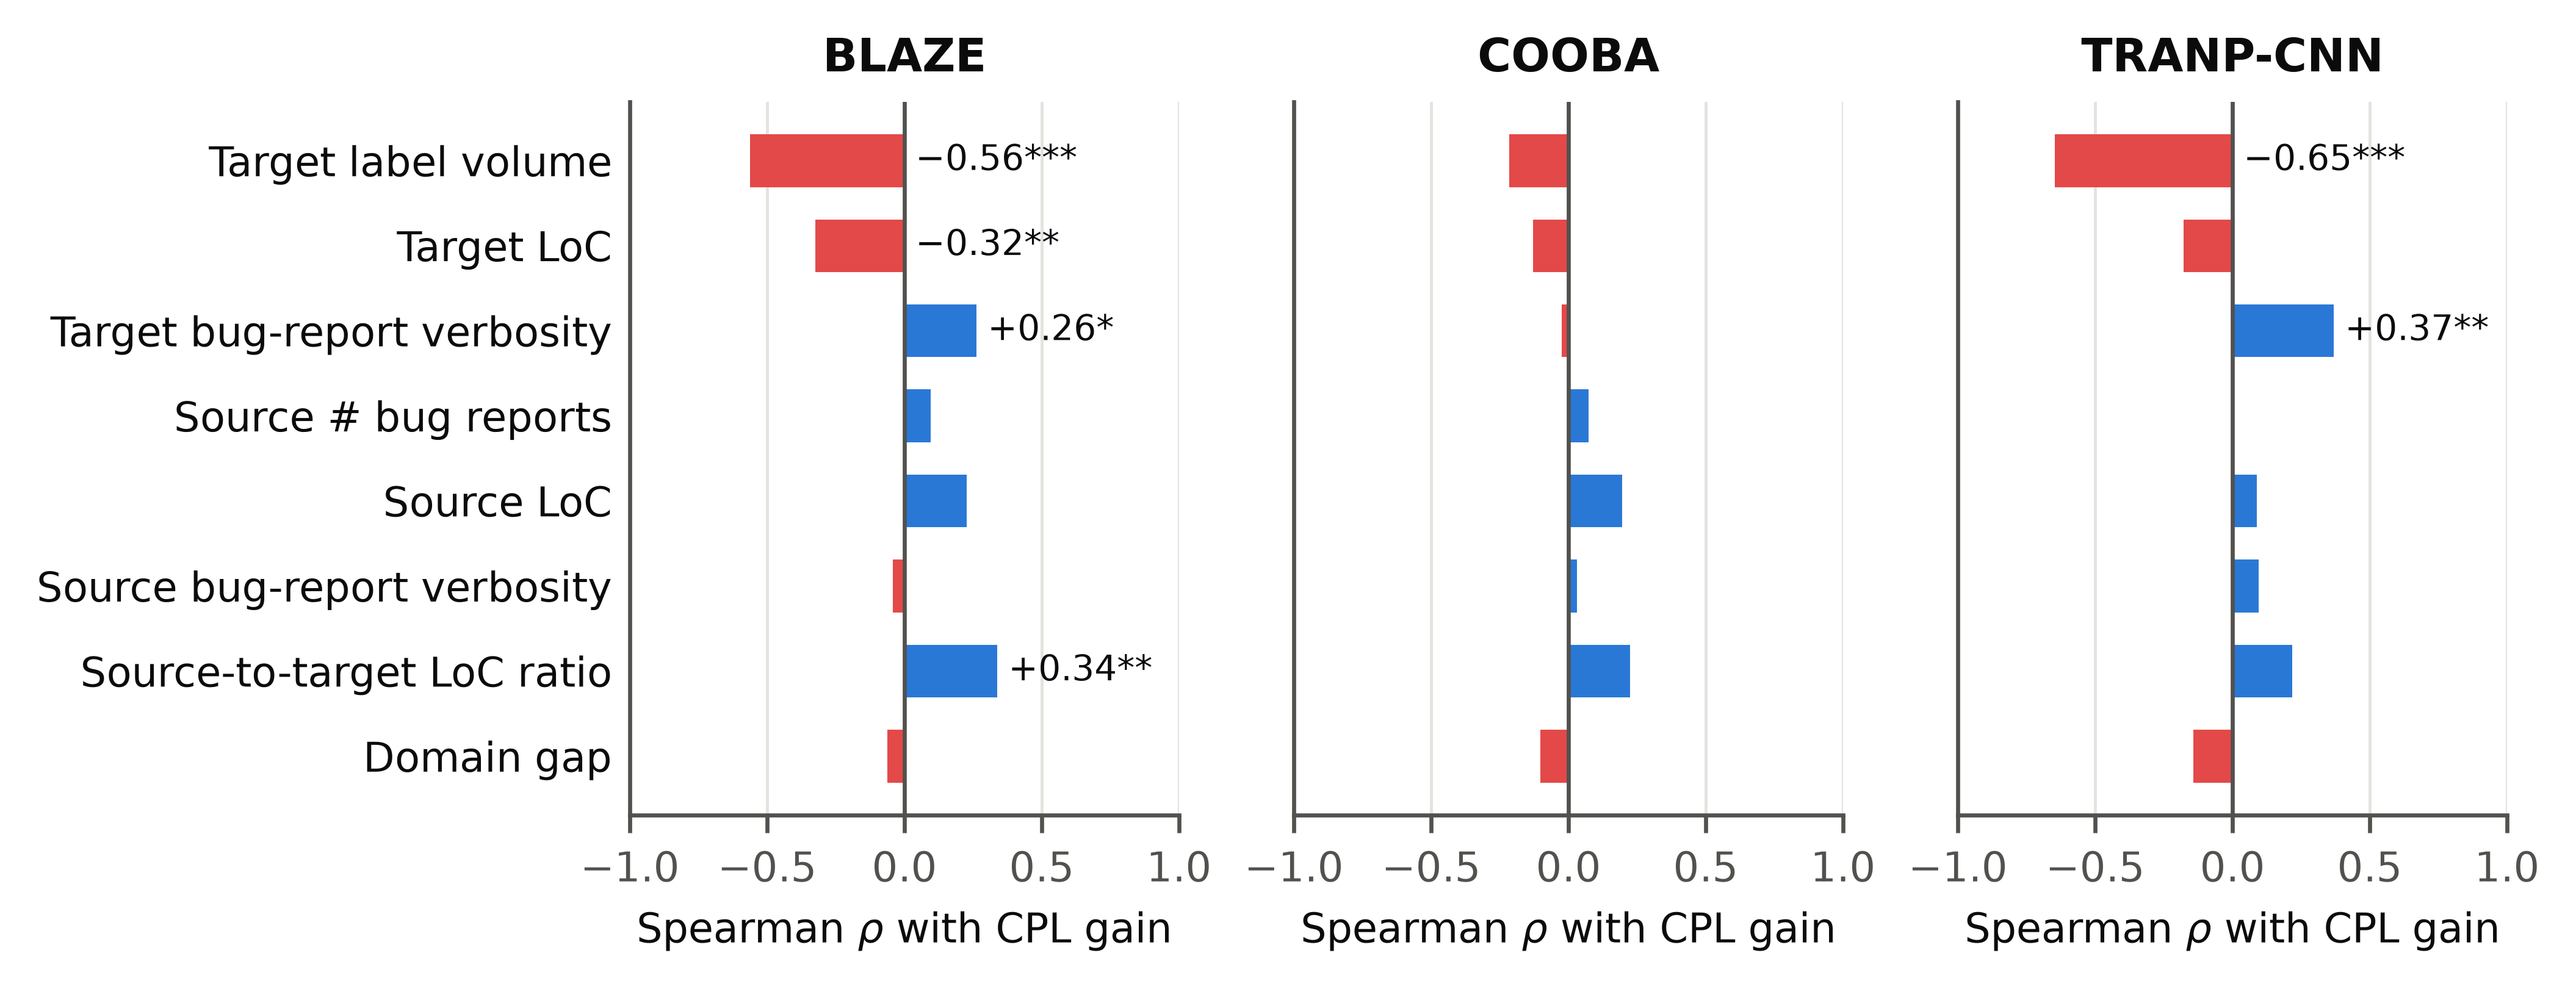 BLAZE
COOBA
TRANP-CNN
Target label volume
−0.56***
−0.65***
Target LoC
−0.32**
Target bug-report verbosity
+0.26*
+0.37**
Source # bug reports
Source LoC
Source bug-report verbosity
Source-to-target LoC ratio
+0.34**
Domain gap
−1.0 −0.5 0.0 0.5 1.0
−1.0 −0.5 0.0 0.5 1.0
−1.0 −0.5 0.0 0.5 1.0
Spearman ρ with CPL gain
Spearman ρ with CPL gain
Spearman ρ with CPL gain